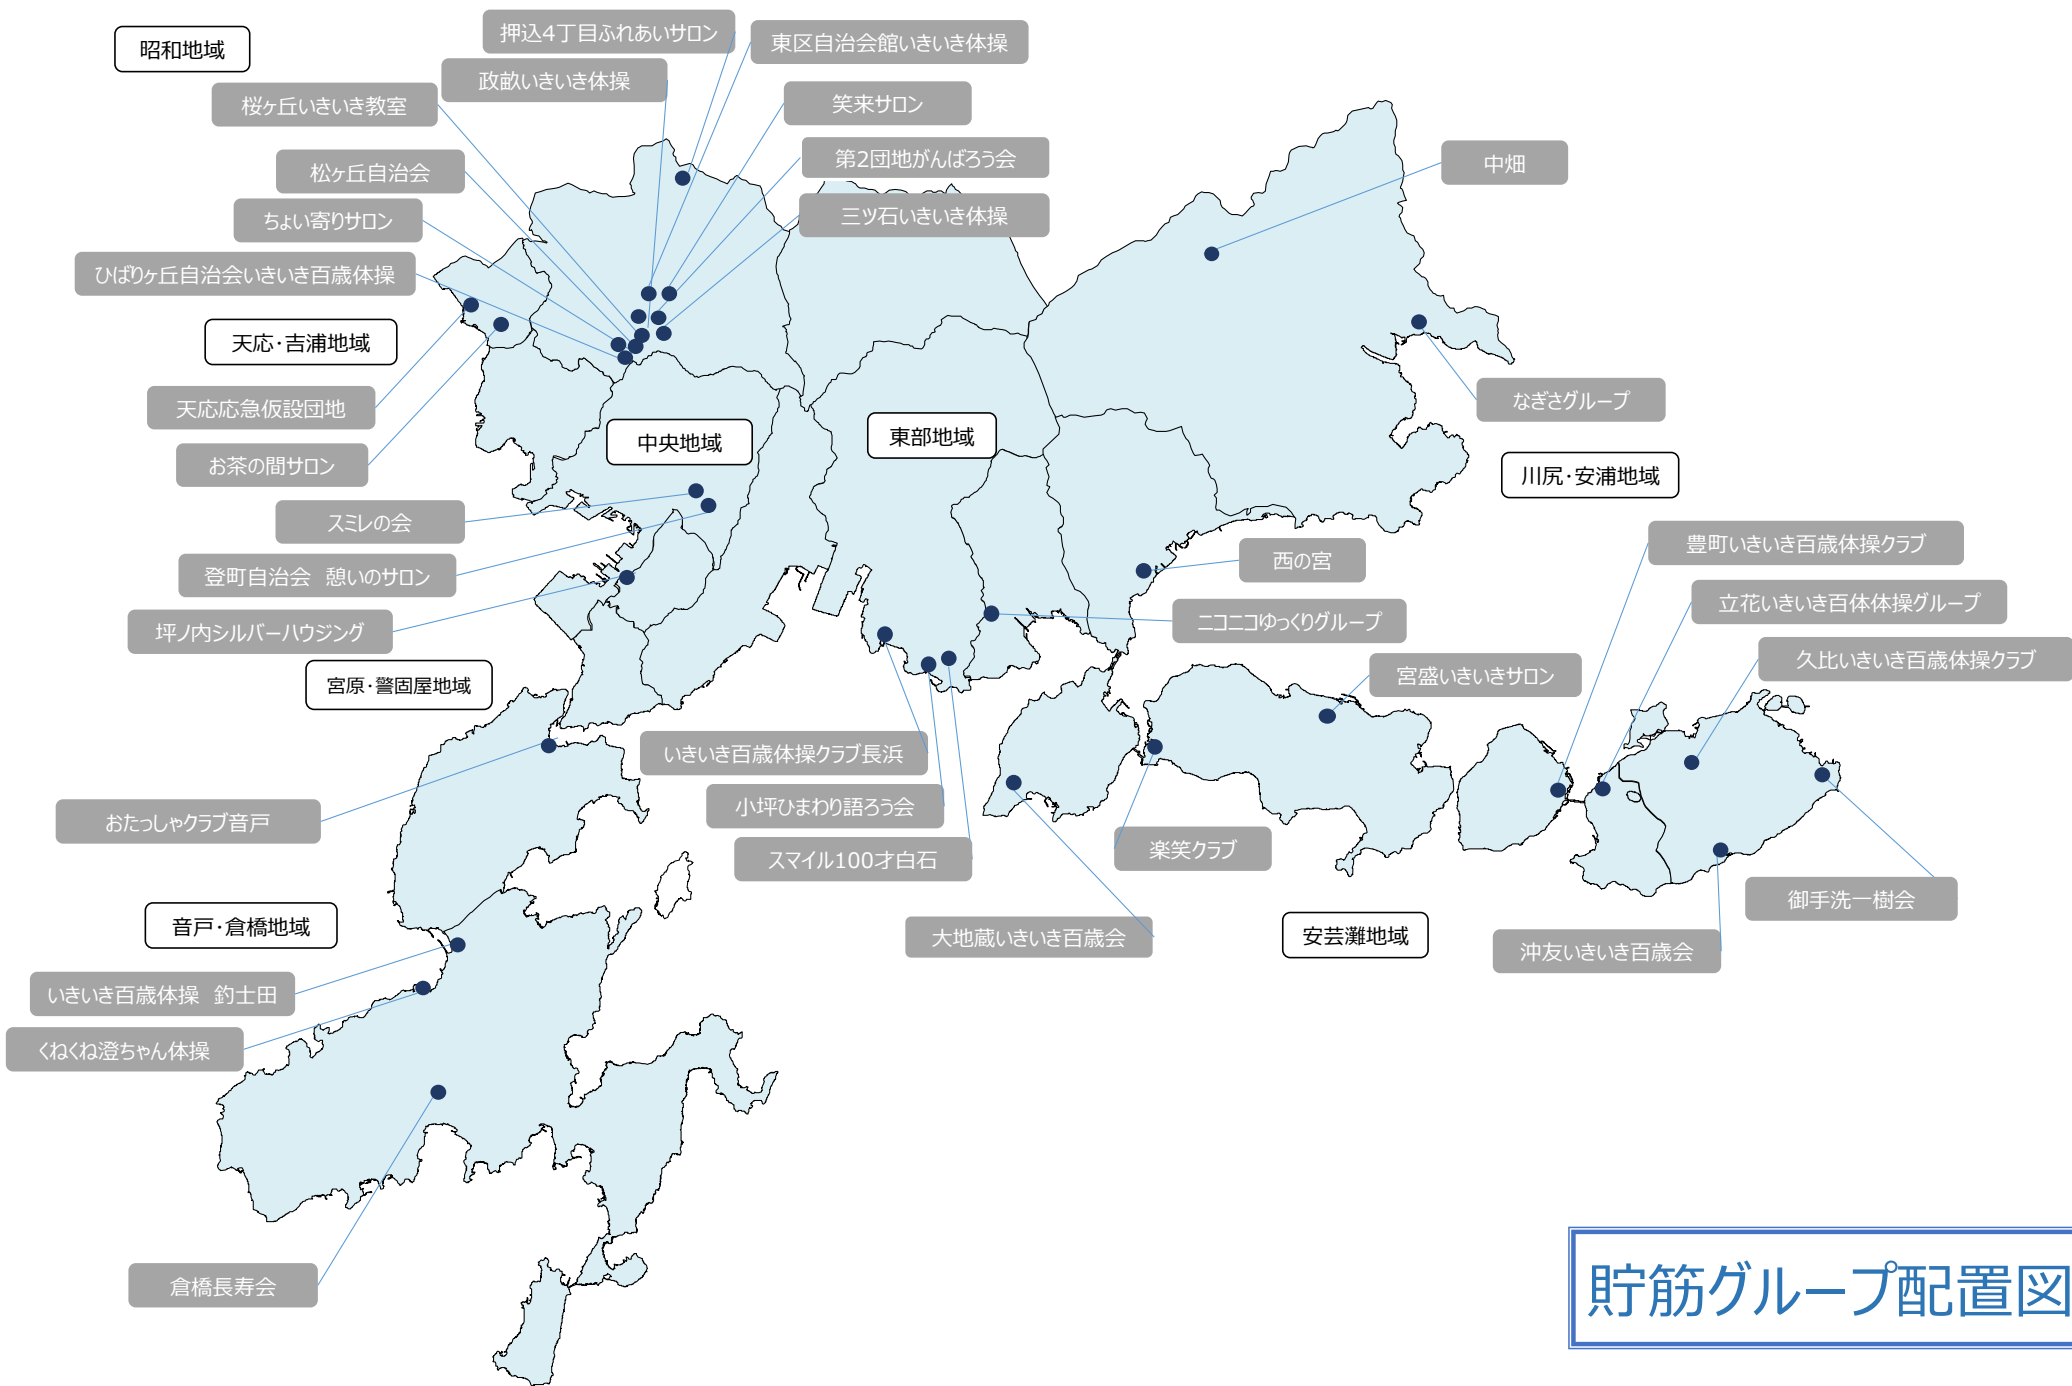 昭和地域
押込4丁目ふれあいサロン
東区自治会館いきいき体操
政畝いきいき体操
桜ヶ丘いきいき教室
笑来サロン
松ヶ丘自治会
第2団地がんばろう会
中畑
ちょい寄りサロン
三ツ石いきいき体操
ひばりヶ丘自治会いきいき百歳体操
天応・吉浦地域
天応応急仮設団地
なぎさグループ
中央地域
東部地域
お茶の間サロン
川尻・安浦地域
スミレの会
豊町いきいき百歳体操クラブ
登町自治会　憩いのサロン
西の宮
立花いきいき百体体操グループ
坪ノ内シルバーハウジング
ニコニコゆっくりグループ
久比いきいき百歳体操クラブ
宮原・警固屋地域
宮盛いきいきサロン
いきいき百歳体操クラブ長浜
おたっしゃクラブ音戸
小坪ひまわり語ろう会
スマイル100才白石
楽笑クラブ
御手洗一樹会
音戸・倉橋地域
大地蔵いきいき百歳会
安芸灘地域
沖友いきいき百歳会
いきいき百歳体操　釣士田
くねくね澄ちゃん体操
倉橋長寿会
貯筋グループ配置図